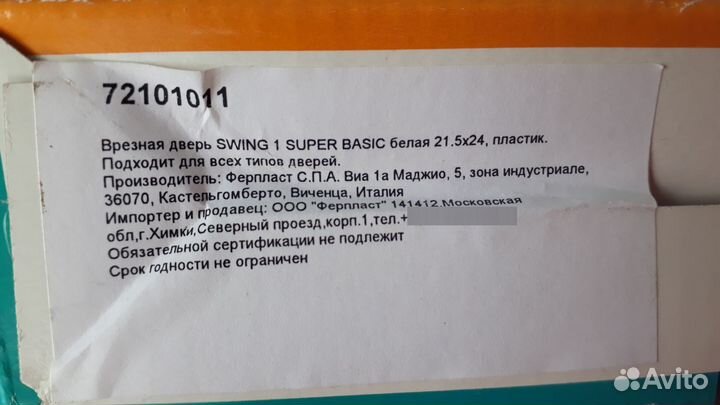 72101011
Врезная дверь SWING 1 SUPER BASIC белая 21.5х24, пластик.
Подходит для всех типов дверей.
Производитель: Ферпласт С.П.А. Виа 1а Маджио, 5, зона индустриале,
36070, Кастельгомберто, Виченца, Италия
Импортер и продавец: ООО "Ферпласт" 141412,Московская
обл,г.Химки,Северный проезд,корп.1,тел.+
Обязательной сертификации не подлежит
Срок годности не ограничен
Avito